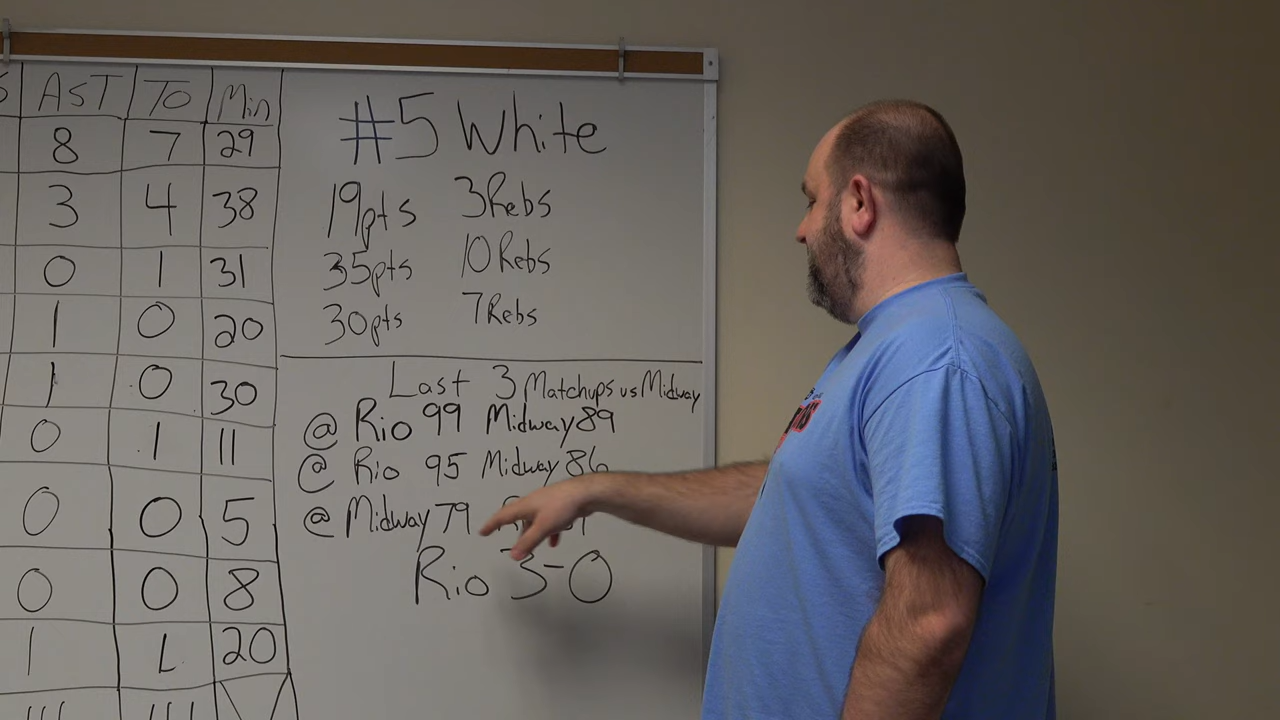 AST TO Min
8 7 29
3 4 38
0 1 31
1 0 20
1 0 30
0 1 11
0 0 5
0 0 8
1 1 20
#5 White
19pts 3Rebs
35pts 10Rebs
30pts 7Rebs
Last 3 Matchups vs Midway
@ Rio 99 Midway 89
@ Rio 95 Midway 86
@ Midway 79
Rio 3-0